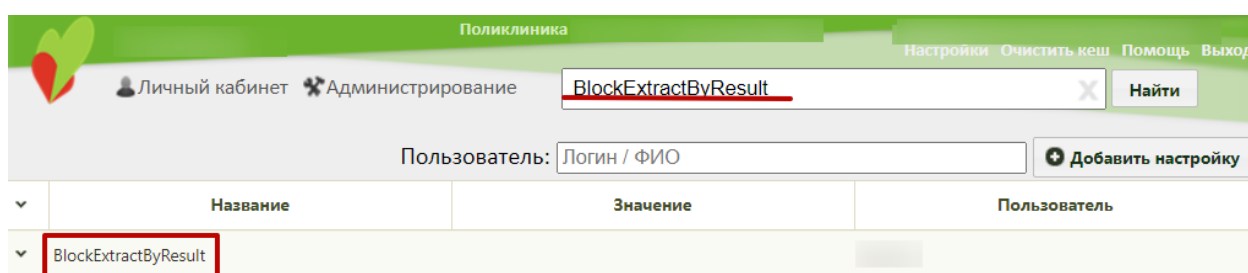 Поликлиника
Настройки Очистить кеш Помощь Выход
Личный кабинет Администрирование BlockExtractByResult Найти
Пользователь: Логин / ФИО Добавить настройку
Название Значение Пользователь
BlockExtractByResult